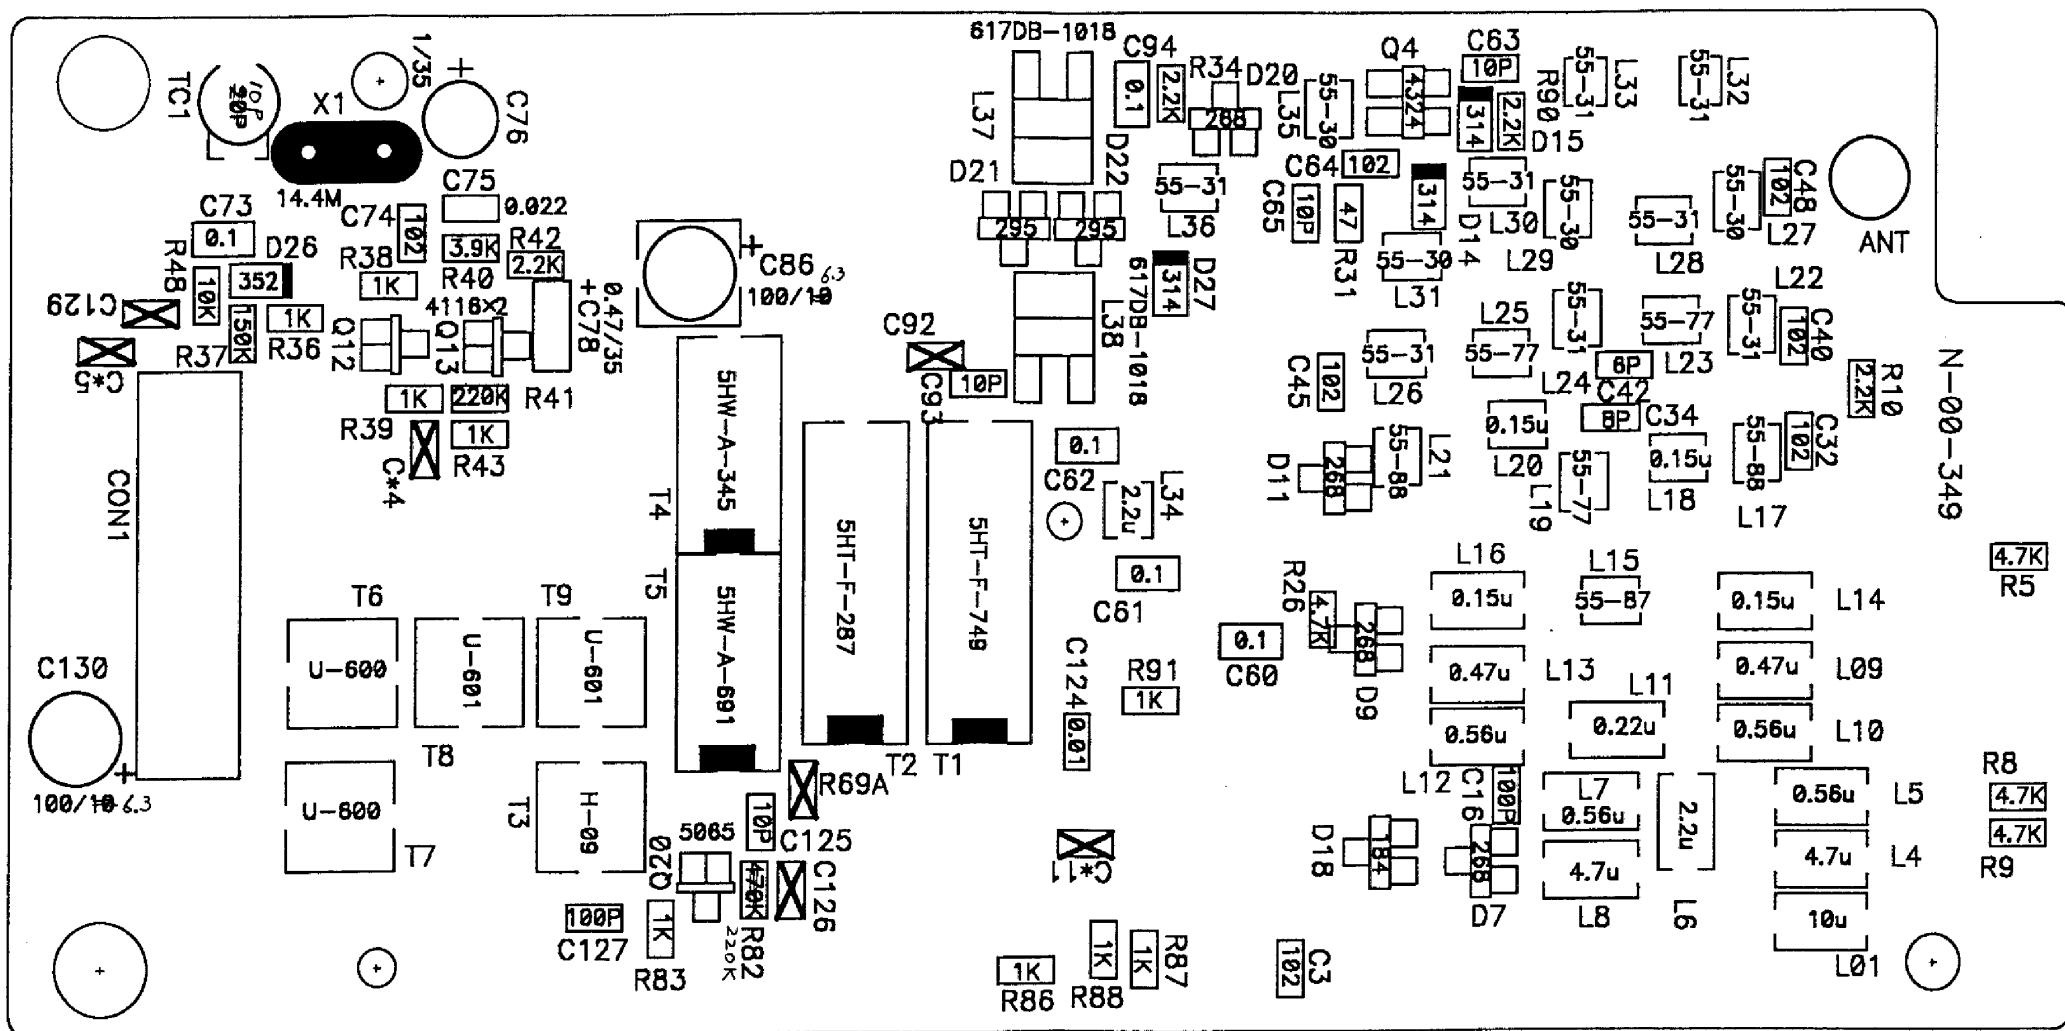 617DB-1018
C94
Q4
C63
1/35
+
TC1
10P
20P
X1
C76
L37
0.1
2.2K
R34
D20
268
L35
55-30
4324
10P
314
2.2K
R90
D15
55-31
L33
55-31
L32
14.4M
C75
0.022
C73
0.1
C74
102
3.9K
R42
2.2K
R40
R38
1K
D26
352
R48
10K
C129
C*5
150K
R37
1K
R36
Q12
4116×2
Q13
+C78
0.47/35
+
C86
6.3
100/10
D21
D22
295
295
55-31
L36
C64
102
C65
10P
47
R31
314
D14
55-31
L30
55-30
L31
55-30
L29
55-31
L28
55-30
102
C48
L27
ANT
617DB-1018
L38
314
D27
C92
10P
C93
1K
R39
220K
R41
1K
R43
C*4
CON1
5HW-A-345
T4
C45
102
55-31
L26
L25
55-77
55-31
L24
6P
C42
8P
C34
55-77
L23
L22
55-31
102
C40
R10
2.2K
N-00-349
0.1
C62
2.2u
L34
D11
268
55-88
L21
0.15u
L20
55-77
L19
0.15u
L18
55-88
102
C32
L17
5HT-F-287
T2
5HT-F-749
T1
5HW-A-691
T5
0.1
C61
R26
4.7K
268
D9
0.1
C60
C124
0.01
R91
1K
L16
0.15u
L15
55-87
0.15u
L14
4.7K
R5
0.47u
L13
L11
0.22u
0.47u
L09
0.56u
L12
0.56u
L10
T6
U-600
T8
U-601
T9
U-601
C130
+
100/10
6.3
U-800
T7
T3
H-09
R69A
10P
C125
5065
Q20
470K
R82
220K
C126
100P
C127
1K
R83
C*11
C16
100P
L7
0.56u
2.2u
L6
0.56u
L5
R8
4.7K
4.7K
R9
D18
184
268
D7
4.7u
L8
4.7u
L4
10u
L01
1K
R86
1K
R88
1K
R87
102
C3